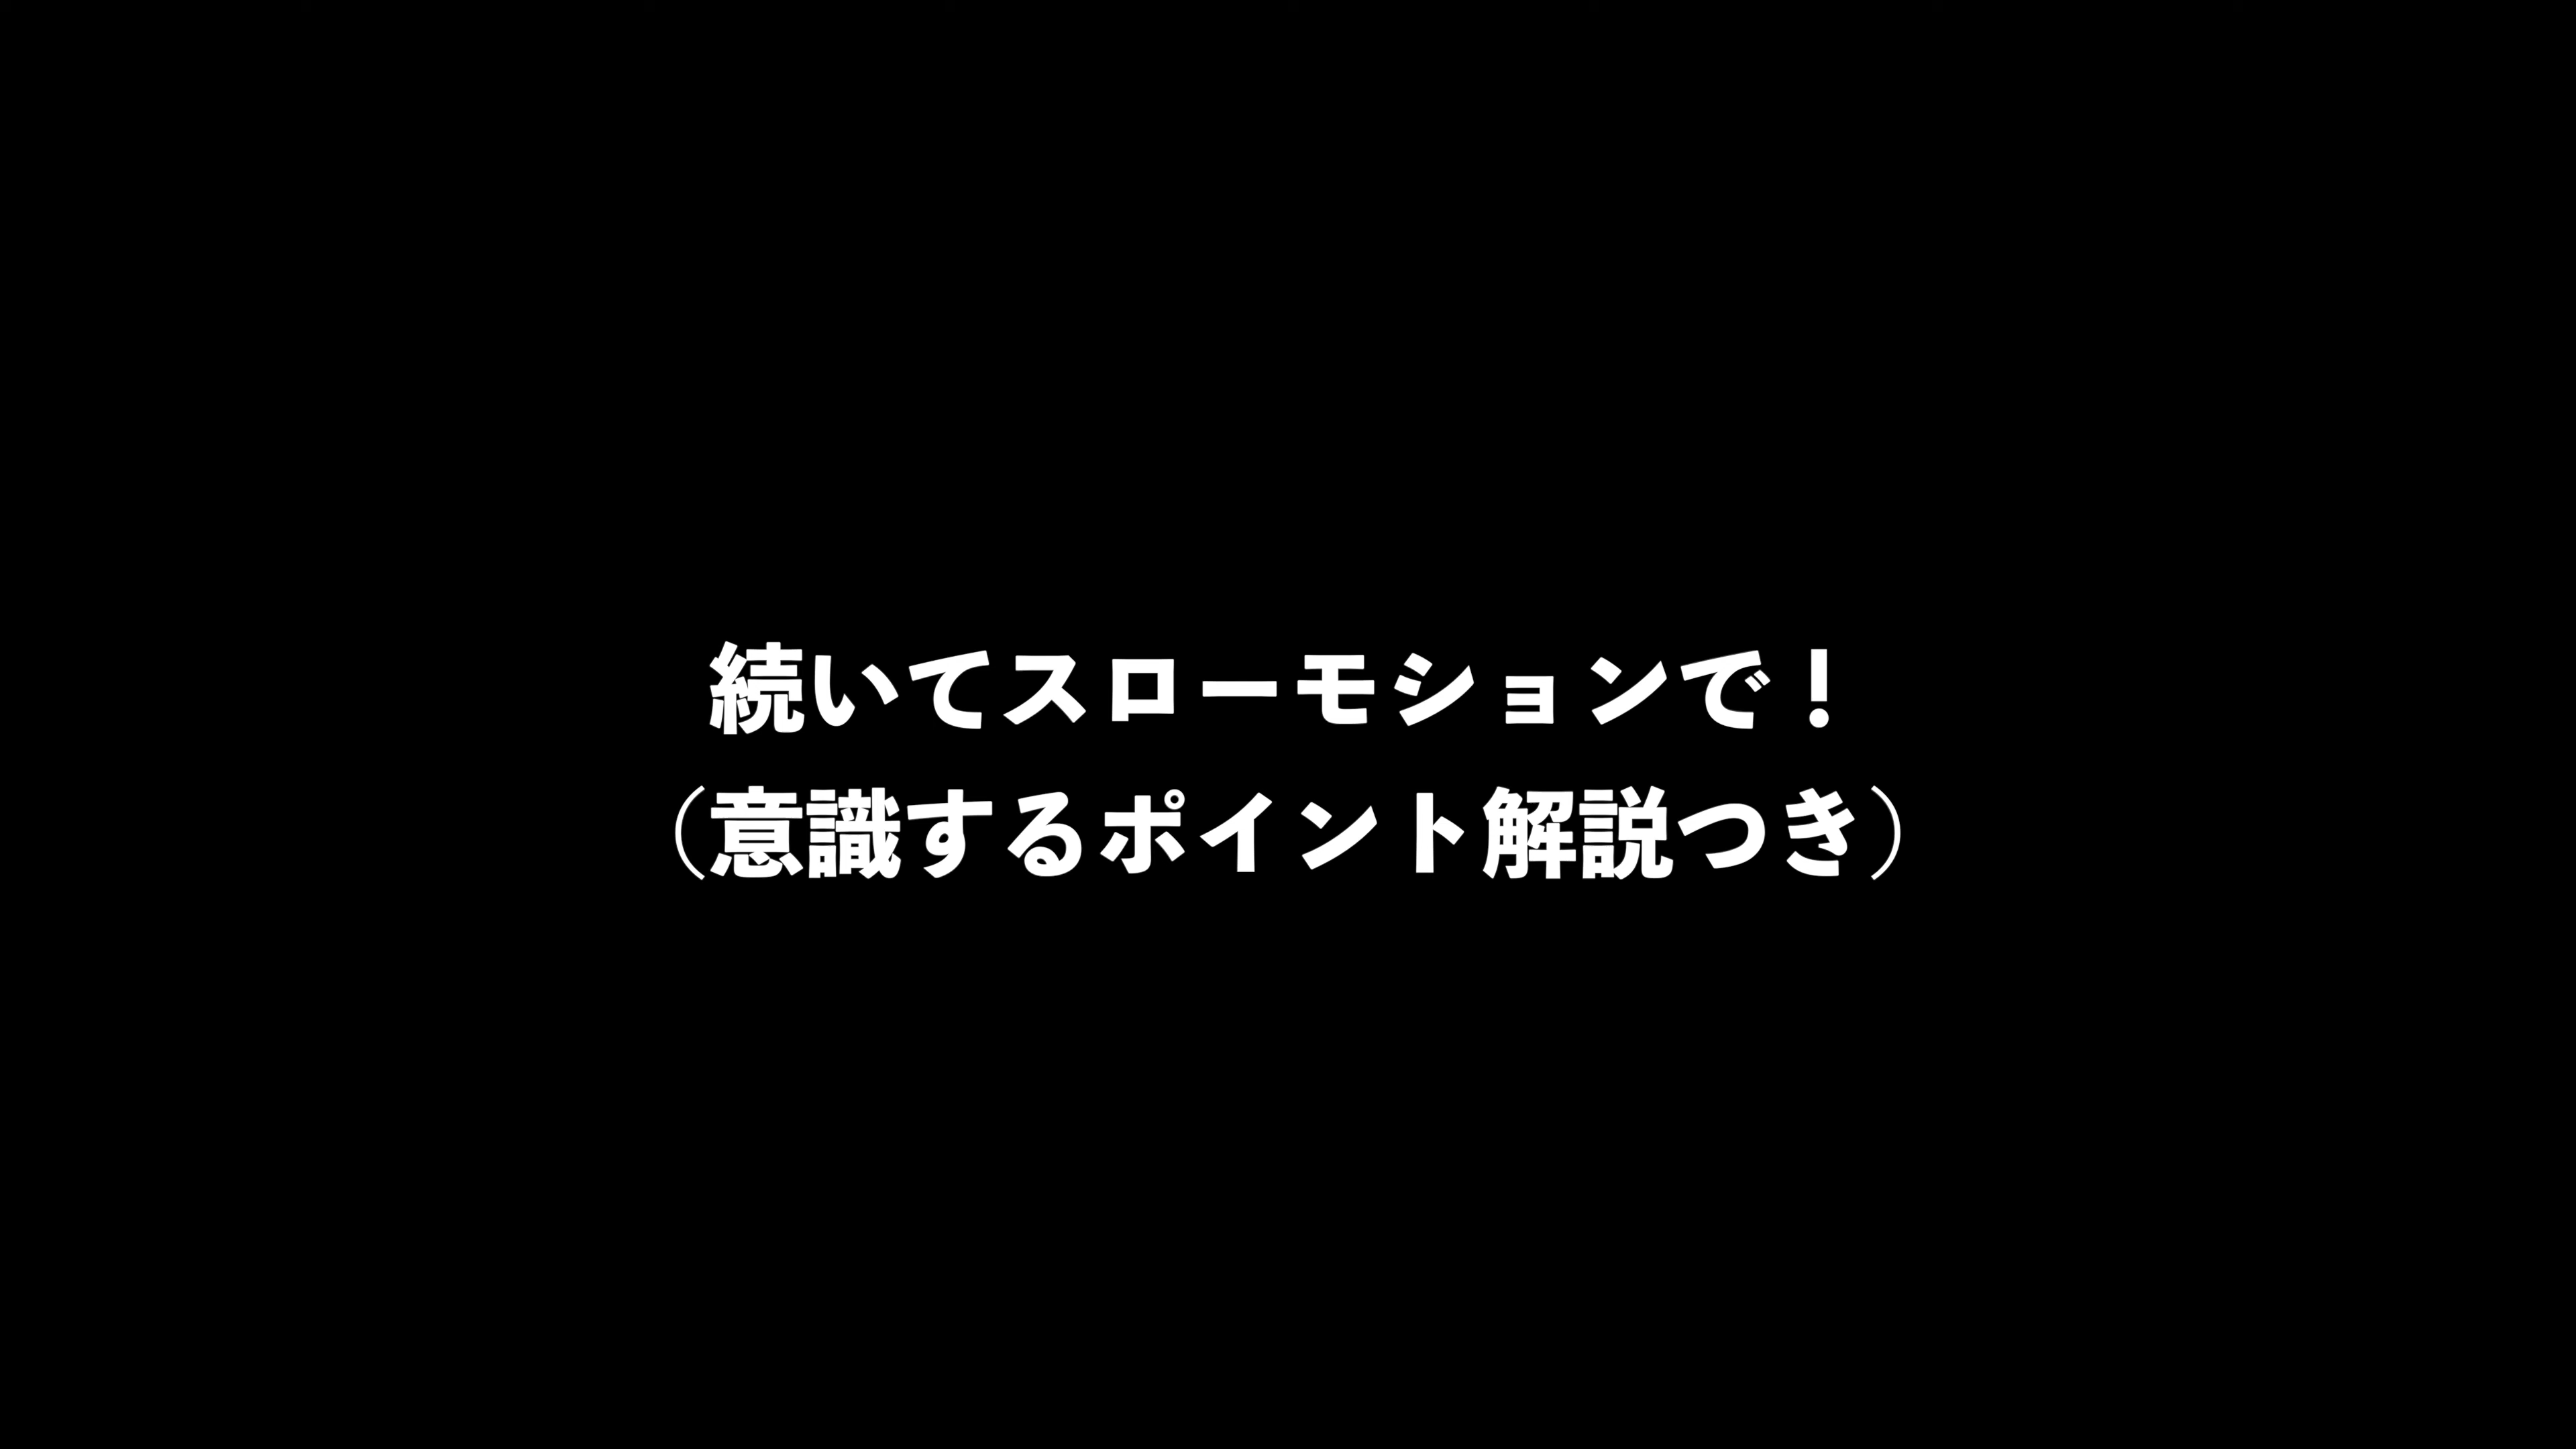 続いてスローモションで！
（意識するポイント解説つき）